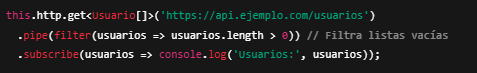 this.http.get<Usuario[]>('https://api.ejemplo.com/usuarios')
  .pipe(filter(usuarios => usuarios.length > 0)) // Filtra listas vacías
  .subscribe(usuarios => console.log('Usuarios:', usuarios));